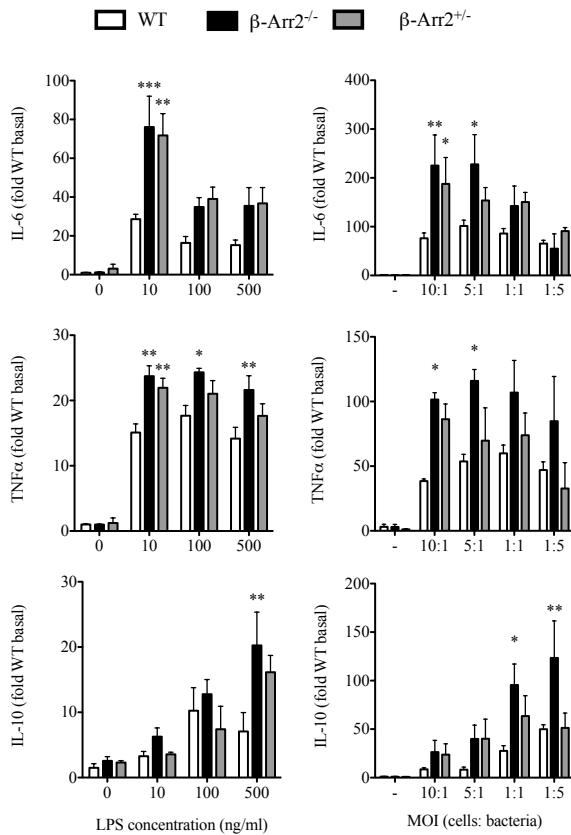 WT β-Arr2-/- β-Arr2+/-
IL-6 (fold WT basal)
100
80
60
40
20
0
*** **
0 10 100 500
IL-6 (fold WT basal)
400
300
200
100
0
** * *
- 10:1 5:1 1:1 1:5
TNFα (fold WT basal)
30
20
10
0
** ** * **
0 10 100 500
TNFα (fold WT basal)
150
100
50
0
* *
- 10:1 5:1 1:1 1:5
IL-10 (fold WT basal)
30
20
10
0
**
0 10 100 500
LPS concentration (ng/ml)
IL-10 (fold WT basal)
200
150
100
50
0
* **
- 10:1 5:1 1:1 1:5
MOI (cells: bacteria)